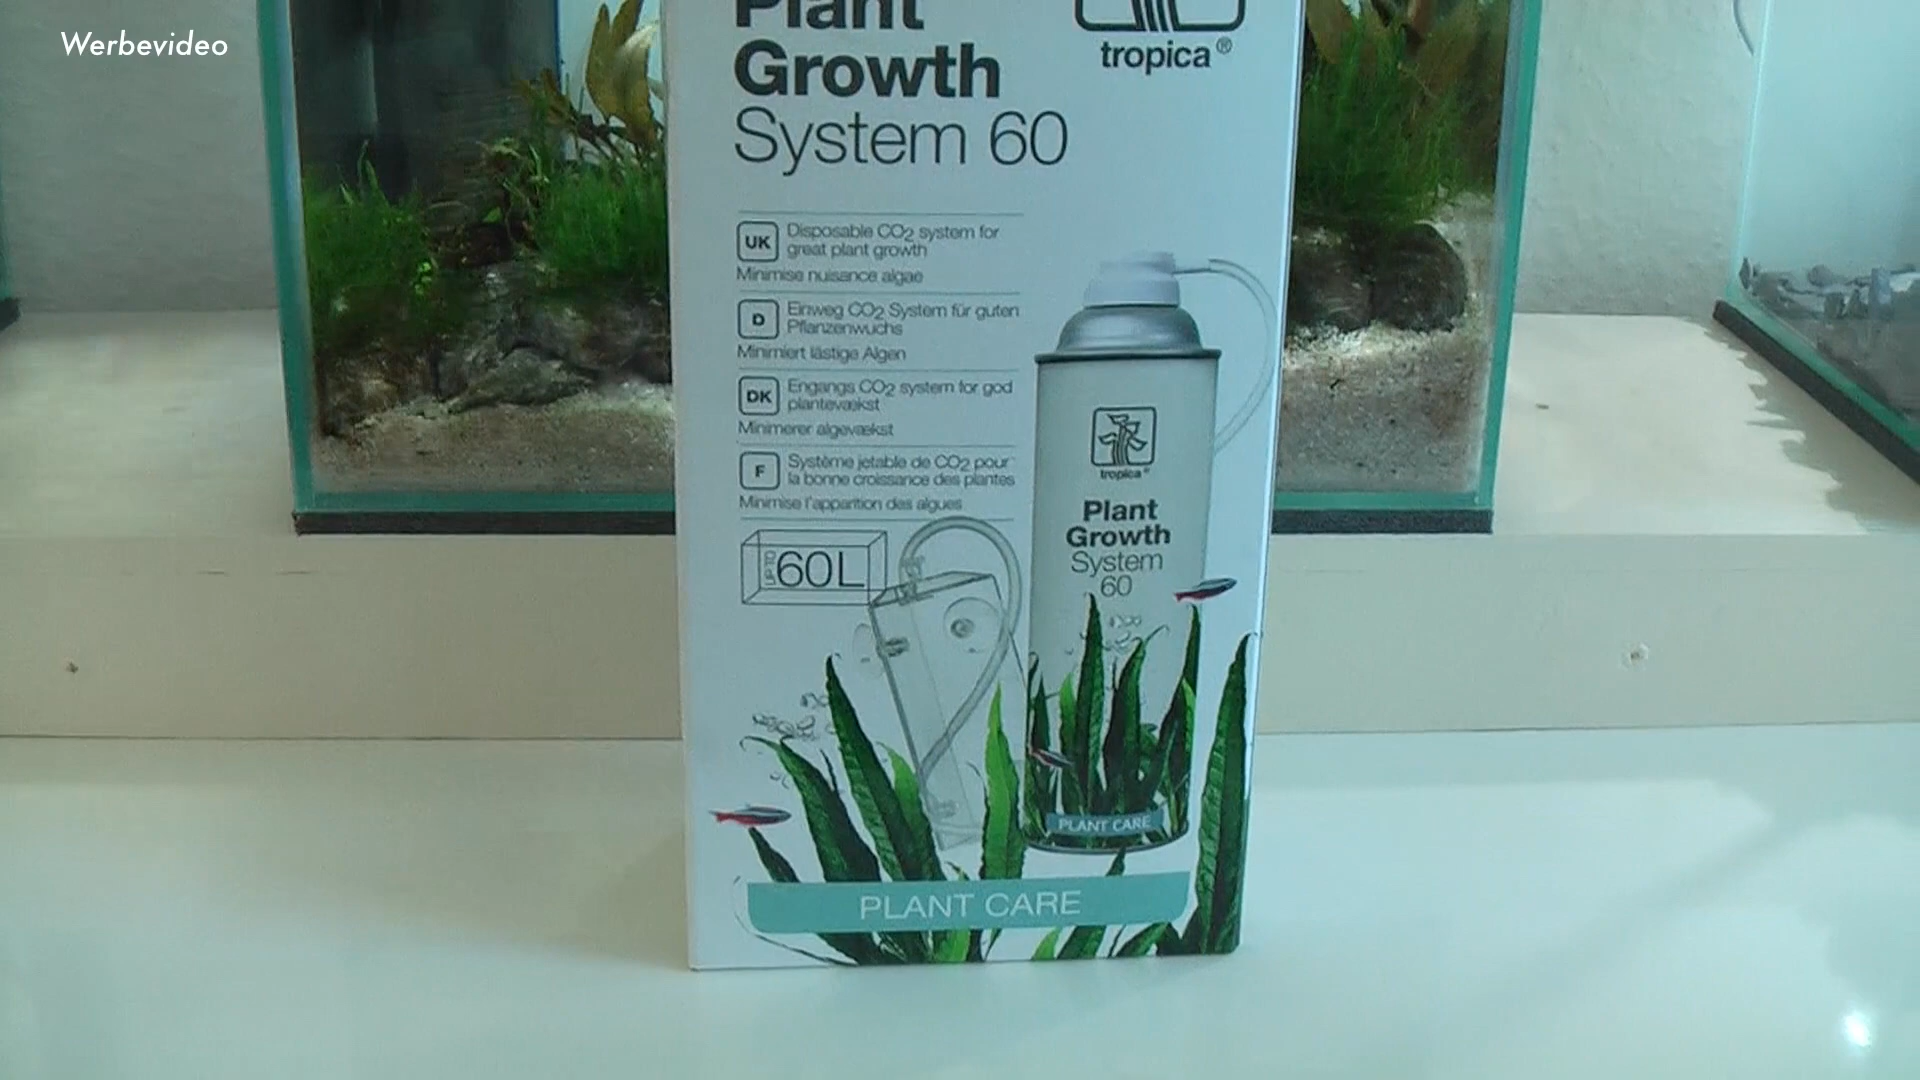 Werbevideo
Plant
Growth
System 60
tropica®
UK Disposable CO2 system for
great plant growth
Minimise nuisance algae
D Einweg CO2 System für guten
Pflanzenwuchs
Minimiert lästige Algen
DK Engangs CO2 system for god
plantevækst
Minimerer algevækst
F Système jetable de CO2 pour
la bonne croissance des plantes
Minimise l'apparition des algues
UP TO 60L
tropica®
Plant
Growth
System
60
PLANT CARE
PLANT CARE